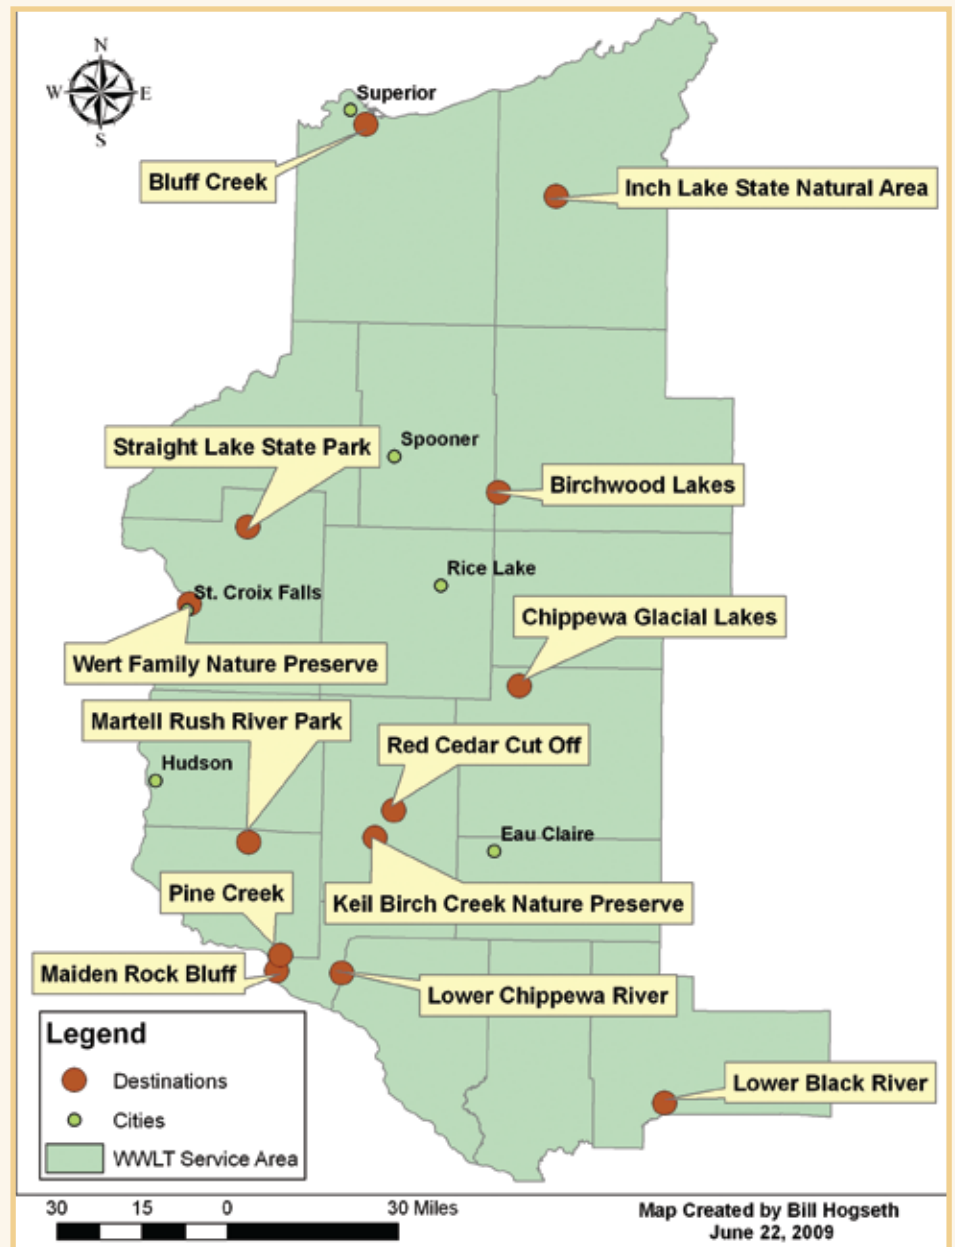 N
W E
S
Superior
Bluff Creek
Inch Lake State Natural Area
Straight Lake State Park
Spooner
Birchwood Lakes
Rice Lake
St. Croix Falls
Chippewa Glacial Lakes
Wert Family Nature Preserve
Martell Rush River Park
Red Cedar Cut Off
Hudson
Eau Claire
Pine Creek
Keil Birch Creek Nature Preserve
Maiden Rock Bluff
Lower Chippewa River
Legend
Destinations
Cities
WWLT Service Area
Lower Black River
30 15 0 30 Miles
Map Created by Bill Hogseth
June 22, 2009